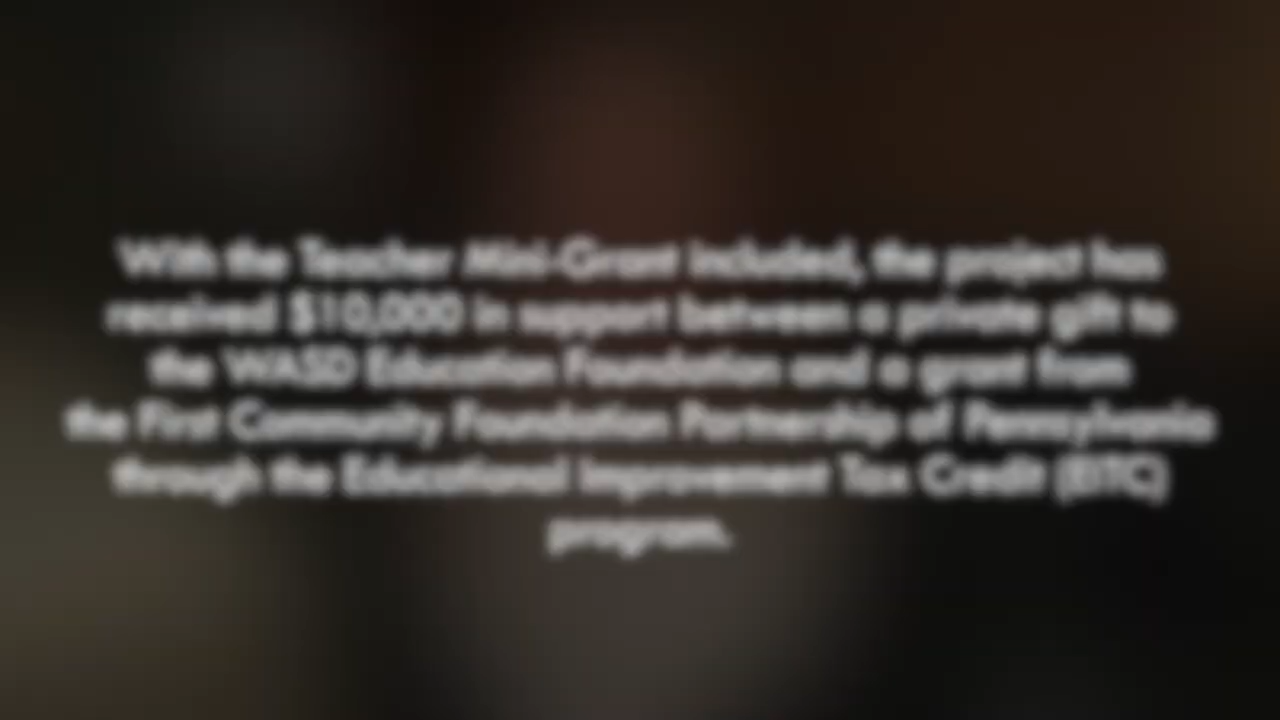 With the Teacher Mini-Grant included, the project has
received $10,000 in support between a private gift to
the WASD Education Foundation and a grant from
the First Community Foundation Partnership of Pennsylvania
through the Educational Improvement Tax Credit (EITC)
program.